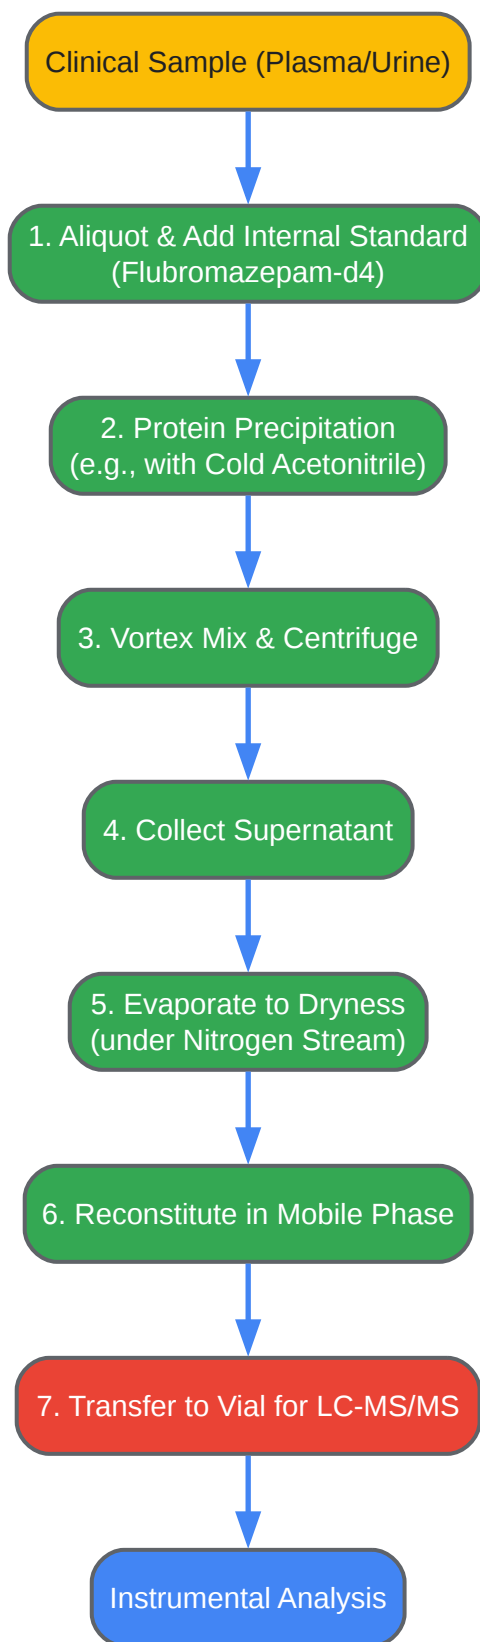 Clinical Sample (Plasma/Urine)
1. Aliquot & Add Internal Standard
(Flubromazepam-d4)
2. Protein Precipitation
(e.g., with Cold Acetonitrile)
3. Vortex Mix & Centrifuge
4. Collect Supernatant
5. Evaporate to Dryness
(under Nitrogen Stream)
6. Reconstitute in Mobile Phase
7. Transfer to Vial for LC-MS/MS
Instrumental Analysis